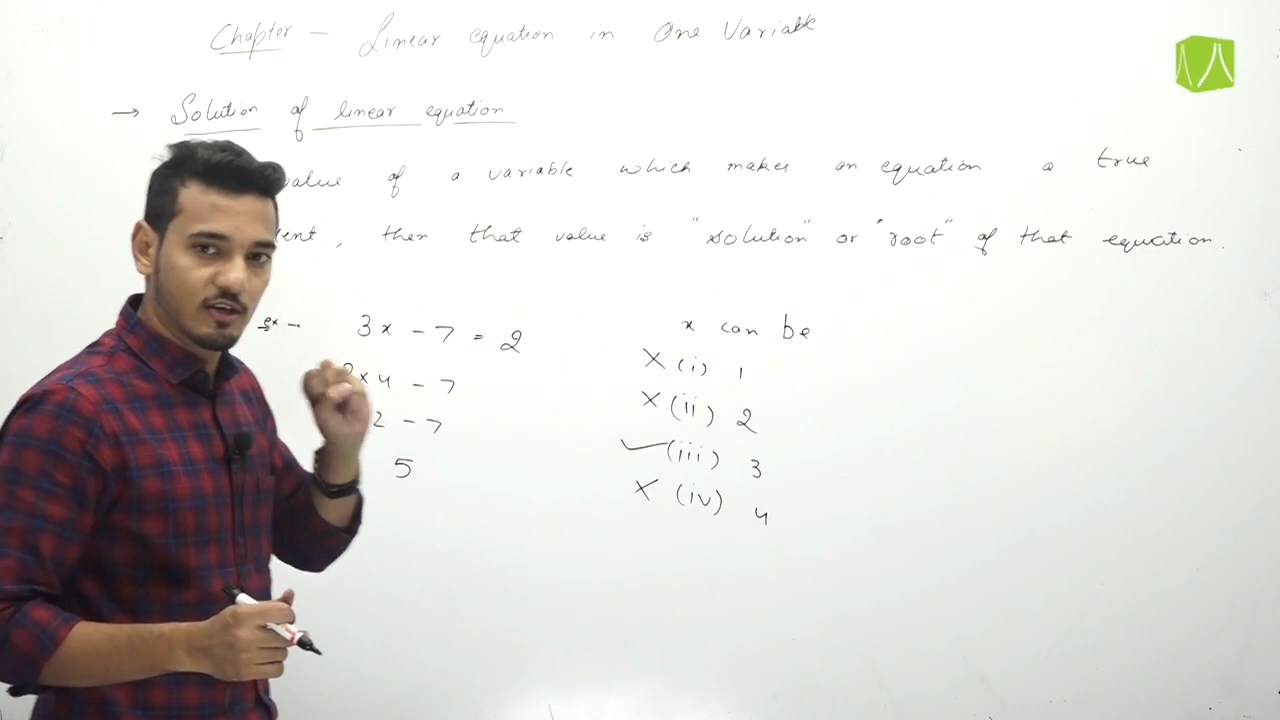 Chapter – Linear equation in One Variable
→ Solution of linear equation
value of a variable which makes an equation a true
ent, then that value is "solution" or "root" of that equation.
ex – 3x – 7 = 2
x 4 – 7
2 – 7
5
x can be
X (i) 1
X (ii) 2
✓ (iii) 3
X (iv) 4